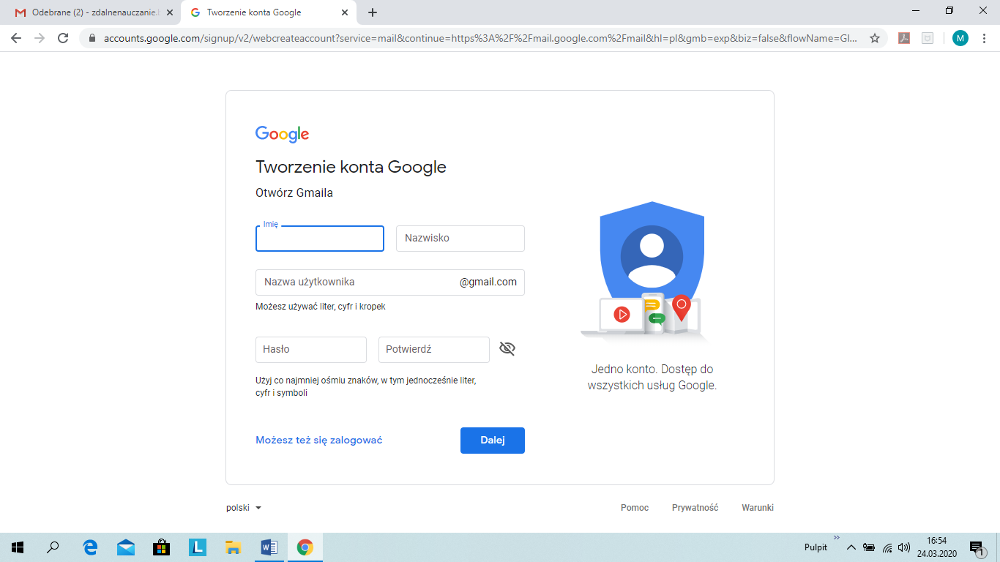 Odebrane (2) - zdalnenauczanie.
Tworzenie konta Google
accounts.google.com/signup/v2/webcreateaccount?service=mail&continue=https%3A%2F%2Fmail.google.com%2Fmail&hl=pl&gmb=exp&biz=false&flowName=Gl...
M
Google
Tworzenie konta Google
Otwórz Gmaila
Imię
Nazwisko
Nazwa użytkownika
@gmail.com
Możesz używać liter, cyfr i kropek
Hasło
Potwierdź
Użyj co najmniej ośmiu znaków, w tym jednocześnie liter,
cyfr i symboli
Możesz też się zalogować
Dalej
Jedno konto. Dostęp do
wszystkich usług Google.
polski
Pomoc
Prywatność
Warunki
L
Pulpit
16:54
24.03.2020
1